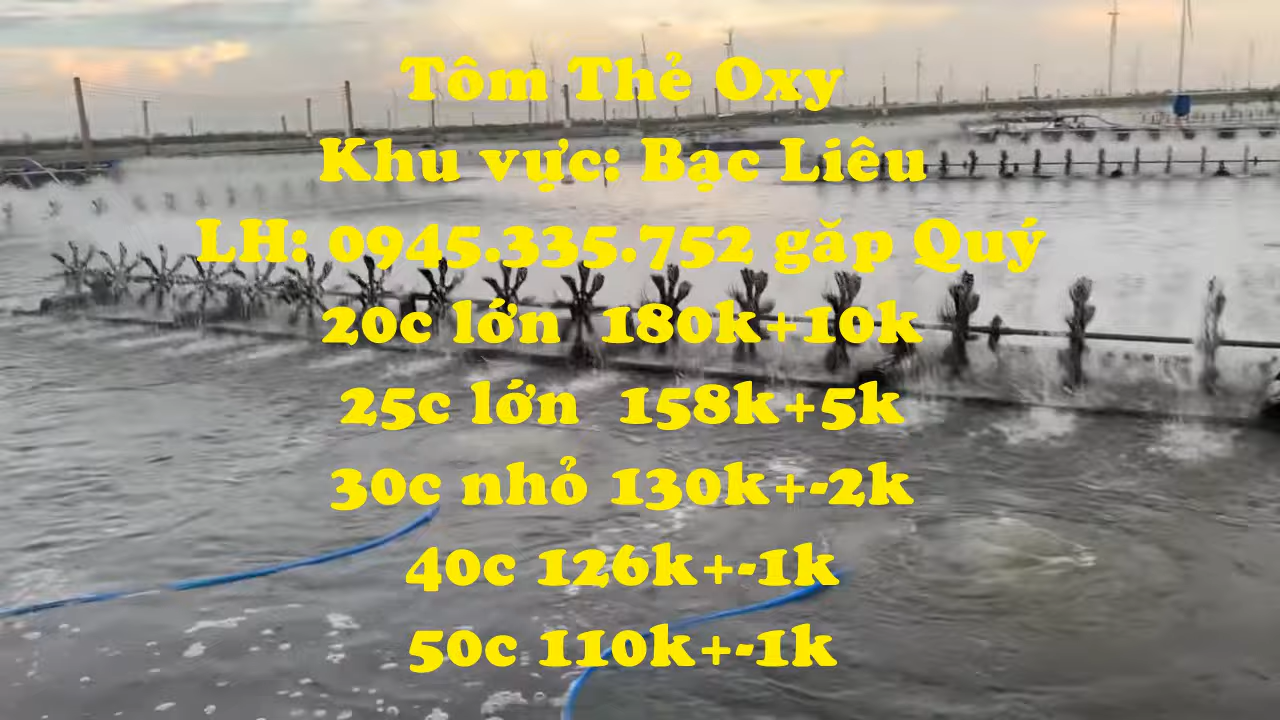 Tôm Thẻ Oxy
Khu vực: Bạc Liêu
LH: 0945.335.752 găp Quý
20c lớn 180k+10k
25c lớn 158k+5k
30c nhỏ 130k+-2k
40c 126k+-1k
50c 110k+-1k